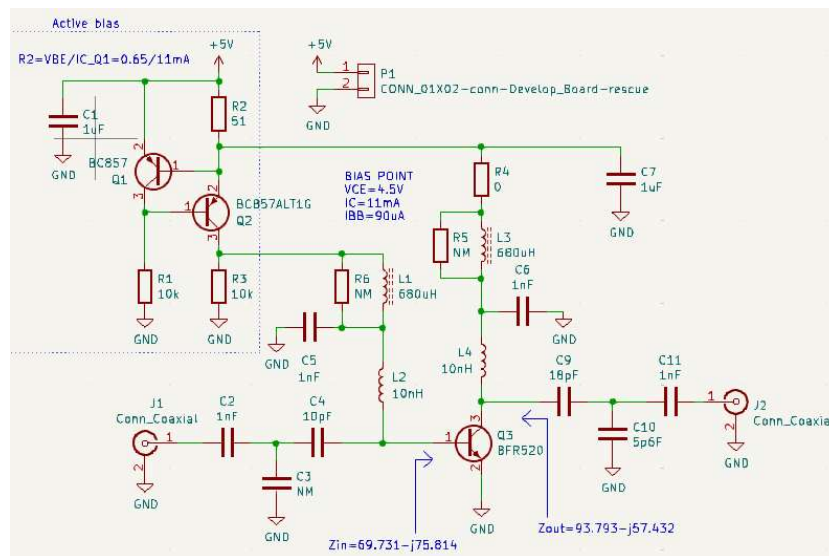 Active bias
R2=VBE/IC_Q1=0.65/11mA
+5V
+5V
1
2
P1
CONN_01X02-conn-Develop_Board-rescue
GND
C1
1uF
GND
R2
51
2
BC857
Q1
1
3
2
1
BC857ALT1G
Q2
3
BIAS POINT
VCE=4.5V
IC=11mA
IBB=90uA
R4
0
C7
1uF
GND
R5
NM
L3
680uH
C6
1nF
GND
R1
10k
GND
R3
10k
GND
R6
NM
L1
680uH
C5
1nF
GND
L2
10nH
L4
10nH
C9
18pF
C11
1nF
J1
Conn_Coaxial
1
2
GND
C2
1nF
C4
10pF
C3
NM
GND
1
3
2
Q3
BFR520
GND
C10
5p6F
GND
1
J2
Conn_Coaxial
2
GND
Zin=69.731-j75.814
Zout=93.793-j57.432